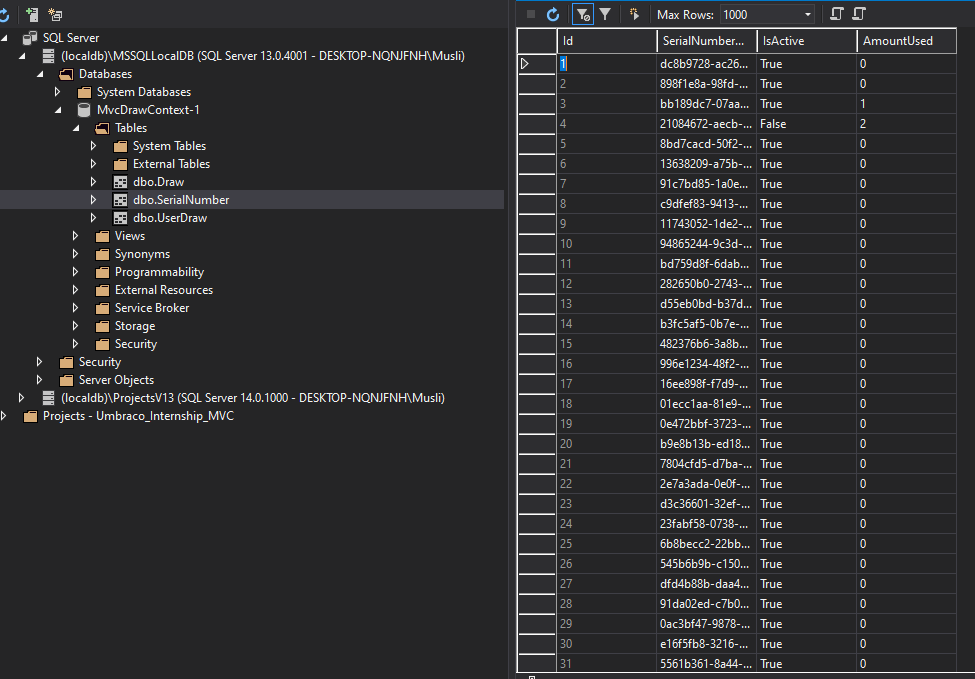 Max Rows: 1000
SQL Server
(localdb)\MSSQLLocalDB (SQL Server 13.0.4001 - DESKTOP-NQNJFNH\Musli)
Databases
System Databases
MvcDrawContext-1
Tables
System Tables
External Tables
dbo.Draw
dbo.SerialNumber
dbo.UserDraw
Views
Synonyms
Programmability
External Resources
Service Broker
Storage
Security
Security
Server Objects
(localdb)\ProjectsV13 (SQL Server 14.0.1000 - DESKTOP-NQNJFNH\Musli)
Projects - Umbraco_Internship_MVC
Id SerialNumber... IsActive AmountUsed
1 dc8b9728-ac26... True 0
2 898f1e8a-98fd-... True 0
3 bb189dc7-07aa... True 1
4 21084672-aecb-... False 2
5 8bd7cacd-50f2-... True 0
6 13638209-a75b-... True 0
7 91c7bd85-1a0e... True 0
8 c9dfef83-9413-... True 0
9 11743052-1de2-... True 0
10 94865244-9c3d-... True 0
11 bd759d8f-6dab... True 0
12 282650b0-2743-... True 0
13 d55eb0bd-b37d... True 0
14 b3fc5af5-0b7e-... True 0
15 482376b6-3a8b... True 0
16 996e1234-48f2-... True 0
17 16ee898f-f7d9-... True 0
18 01ecc1aa-81e9-... True 0
19 0e472bbf-3723-... True 0
20 b9e8b13b-ed18... True 0
21 7804cfd5-d7ba-... True 0
22 2e7a3ada-0e0f-... True 0
23 d3c36601-32ef-... True 0
24 23fabf58-0738-... True 0
25 6b8becc2-22bb... True 0
26 545b6b9b-c150... True 0
27 dfd4b88b-daa4... True 0
28 91da02ed-c7b0... True 0
29 0ac3bf47-9878-... True 0
30 e16f5fb8-3216-... True 0
31 5561b361-8a44-... True 0